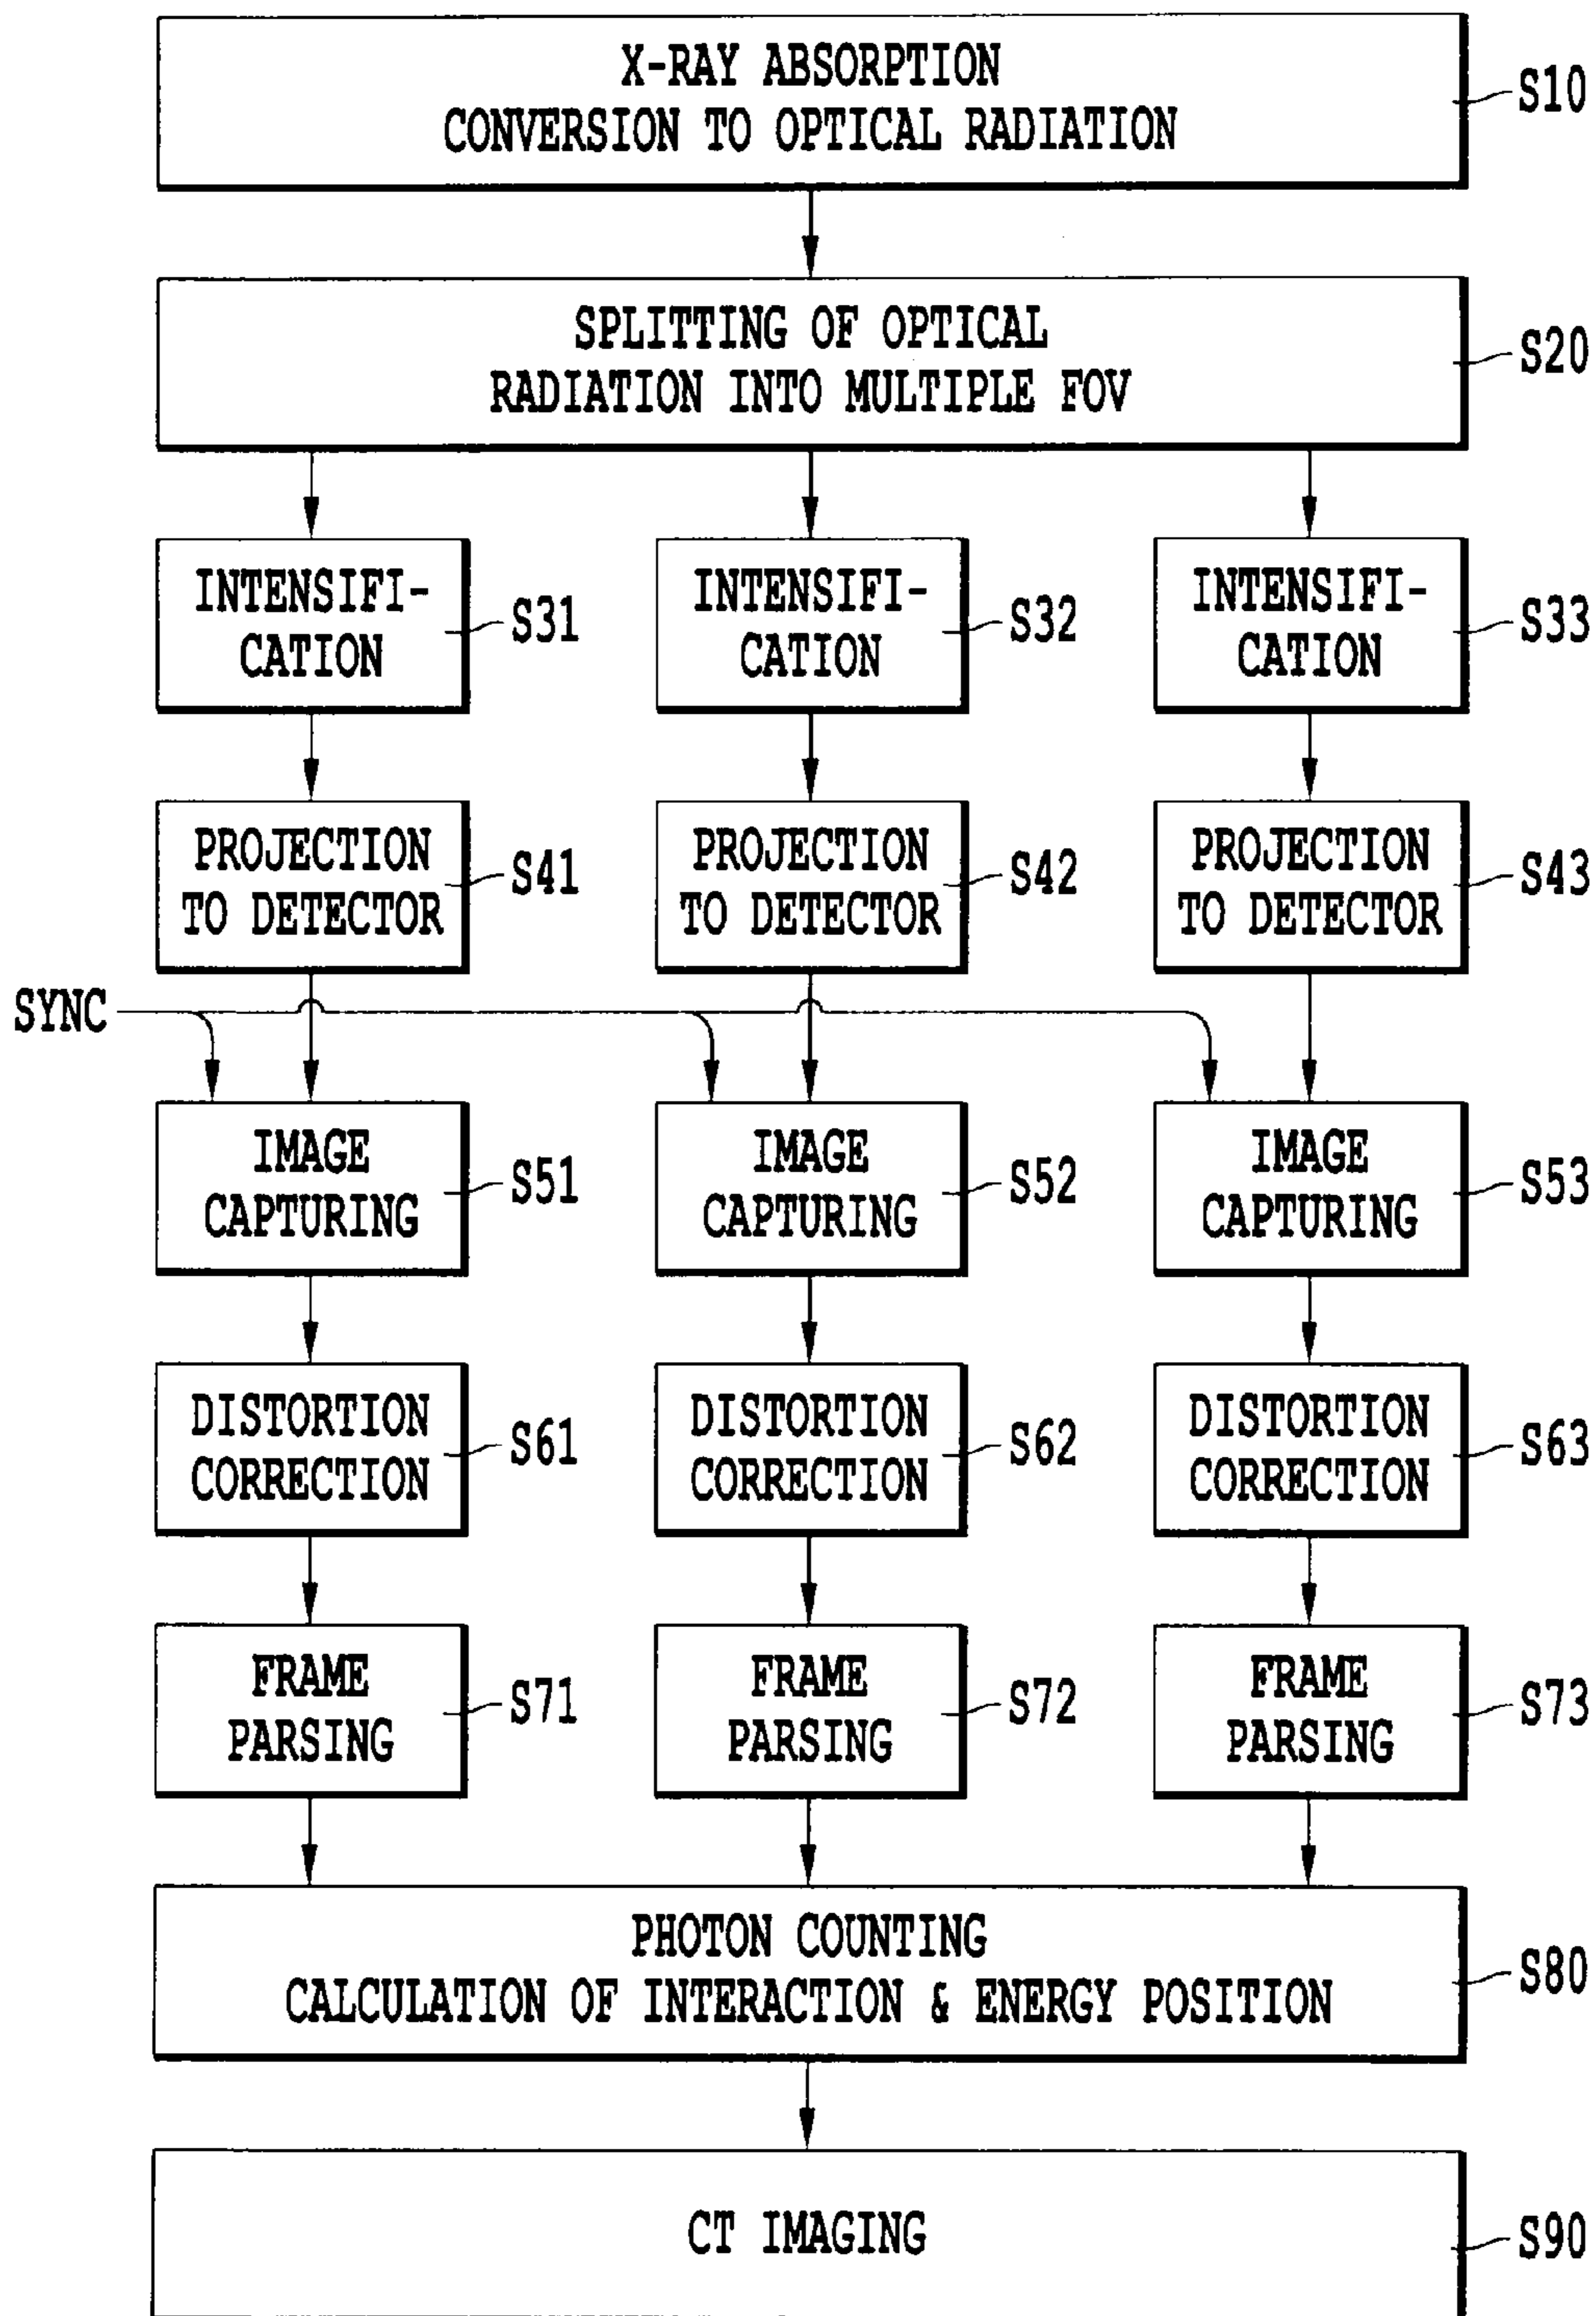 X-RAY ABSORPTION
CONVERSION TO OPTICAL RADIATION
S10
SPLITTING OF OPTICAL
RADIATION INTO MULTIPLE FOV
S20
INTENSIFI-
CATION
S31
INTENSIFI-
CATION
S32
INTENSIFI-
CATION
S33
PROJECTION
TO DETECTOR
S41
PROJECTION
TO DETECTOR
S42
PROJECTION
TO DETECTOR
S43
SYNC
IMAGE
CAPTURING
S51
IMAGE
CAPTURING
S52
IMAGE
CAPTURING
S53
DISTORTION
CORRECTION
S61
DISTORTION
CORRECTION
S62
DISTORTION
CORRECTION
S63
FRAME
PARSING
S71
FRAME
PARSING
S72
FRAME
PARSING
S73
PHOTON COUNTING
CALCULATION OF INTERACTION & ENERGY POSITION
S80
CT IMAGING
S90